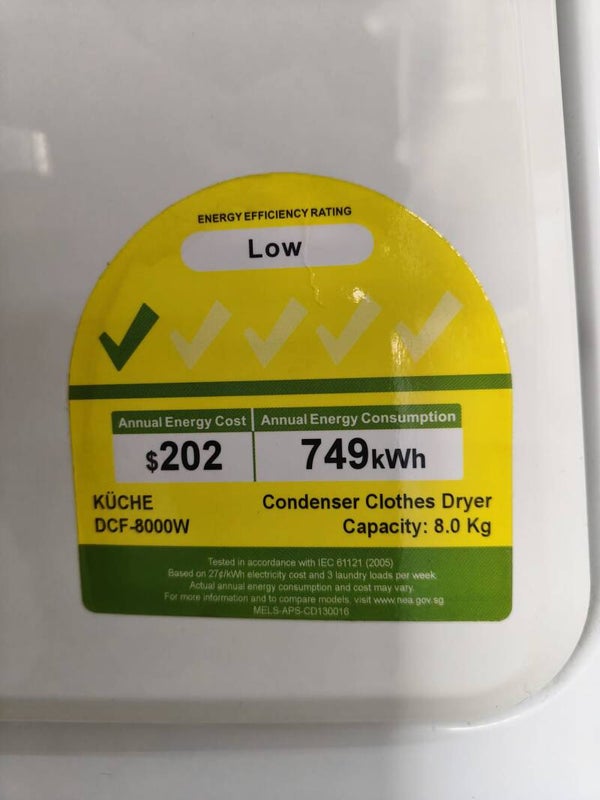 ENERGY EFFICIENCY RATING
Low
Annual Energy Cost
$202
Annual Energy Consumption
749kWh
KÜCHE
DCF-8000W
Condenser Clothes Dryer
Capacity: 8.0 Kg
Tested in accordance with IEC 61121 (2005)
Based on 27¢/kWh electricity cost and 3 laundry loads per week.
Actual annual energy consumption and cost may vary.
For more information and to compare models, visit www.nea.gov.sg
MELS-APS-CD130016